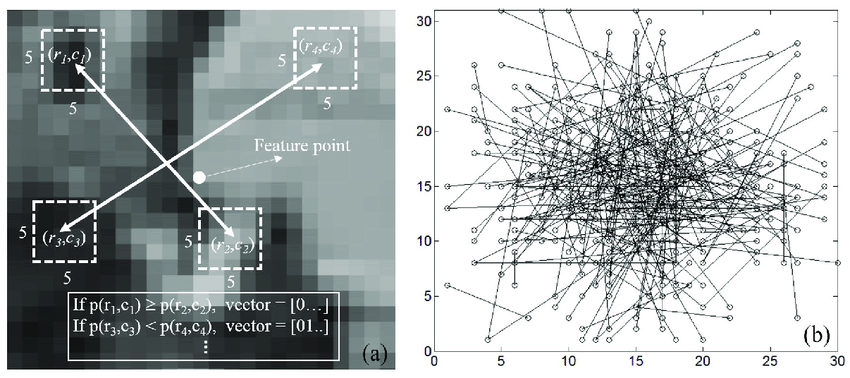 (r1,c1)
5
5
(r4,c4)
5
5
Feature point
(r3,c3)
5
5
(r2,c2)
5
5
If p(r1,c1) ≥ p(r2,c2), vector = [0...]
If p(r3,c3) < p(r4,c4), vector = [01..]
⋮
(a)
30
25
20
15
10
5
0
0 5 10 15 20 25 30
(b)